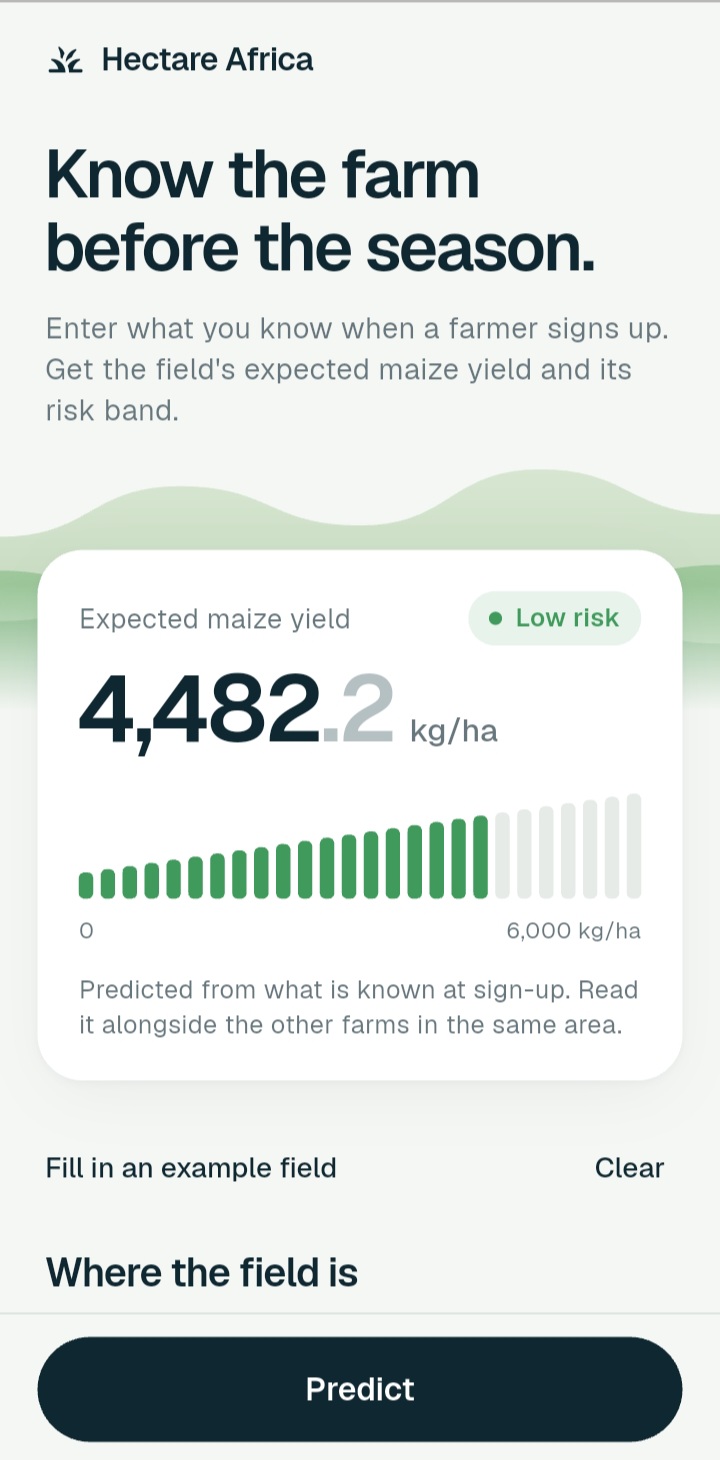 Hectare Africa
Know the farm
before the season.
Enter what you know when a farmer signs up.
Get the field's expected maize yield and its
risk band.
Expected maize yield
Low risk
4,482.2 kg/ha
0
6,000 kg/ha
Predicted from what is known at sign-up. Read
it alongside the other farms in the same area.
Fill in an example field
Clear
Where the field is
Predict